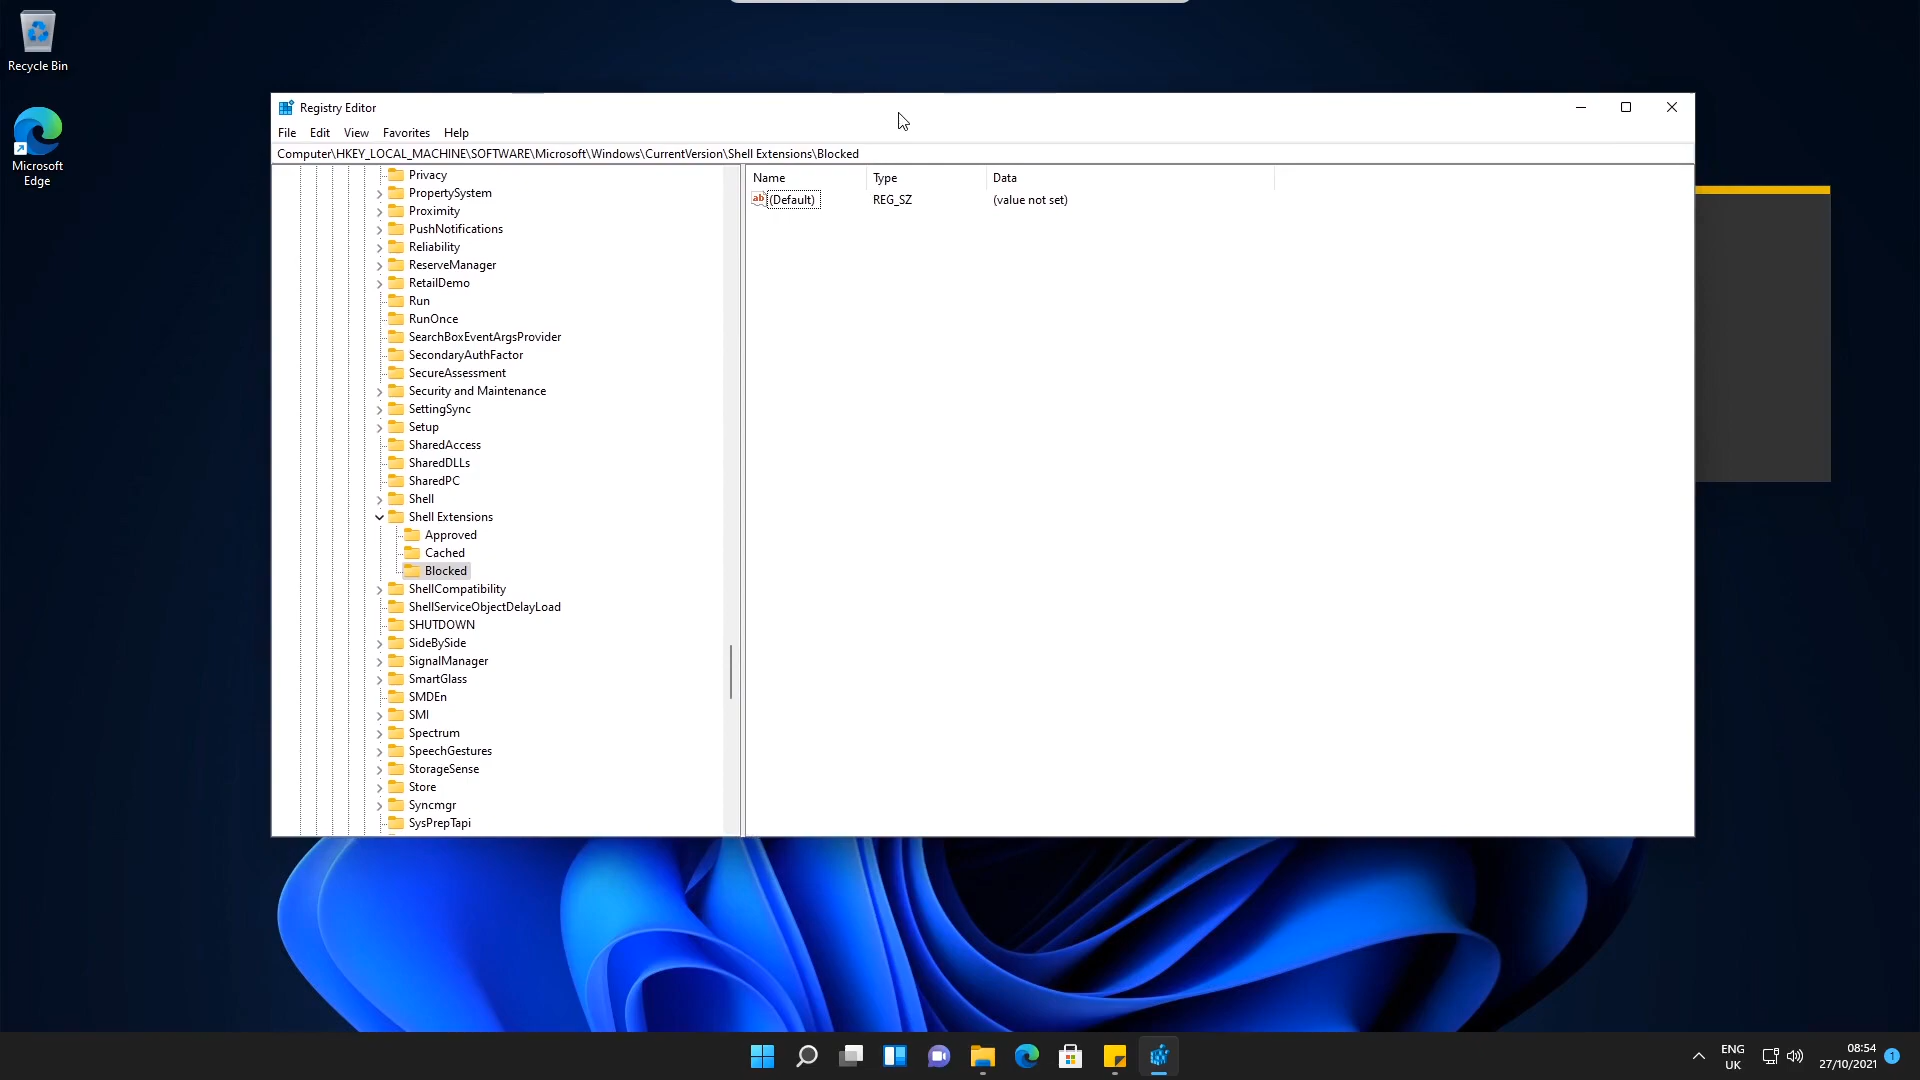 Recycle Bin
Microsoft
Edge
Registry Editor
File Edit View Favorites Help
Computer\HKEY_LOCAL_MACHINE\SOFTWARE\Microsoft\Windows\CurrentVersion\Shell Extensions\Blocked
Privacy
PropertySystem
Proximity
PushNotifications
Reliability
ReserveManager
RetailDemo
Run
RunOnce
SearchBoxEventArgsProvider
SecondaryAuthFactor
SecureAssessment
Security and Maintenance
SettingSync
Setup
SharedAccess
SharedDLLs
SharedPC
Shell
Shell Extensions
Approved
Cached
Blocked
ShellCompatibility
ShellServiceObjectDelayLoad
SHUTDOWN
SideBySide
SignalManager
SmartGlass
SMDEn
SMI
Spectrum
SpeechGestures
StorageSense
Store
Syncmgr
SysPrepTapi
Name Type Data
ab (Default) REG_SZ (value not set)
ENG
UK
08:54
27/10/2021
1